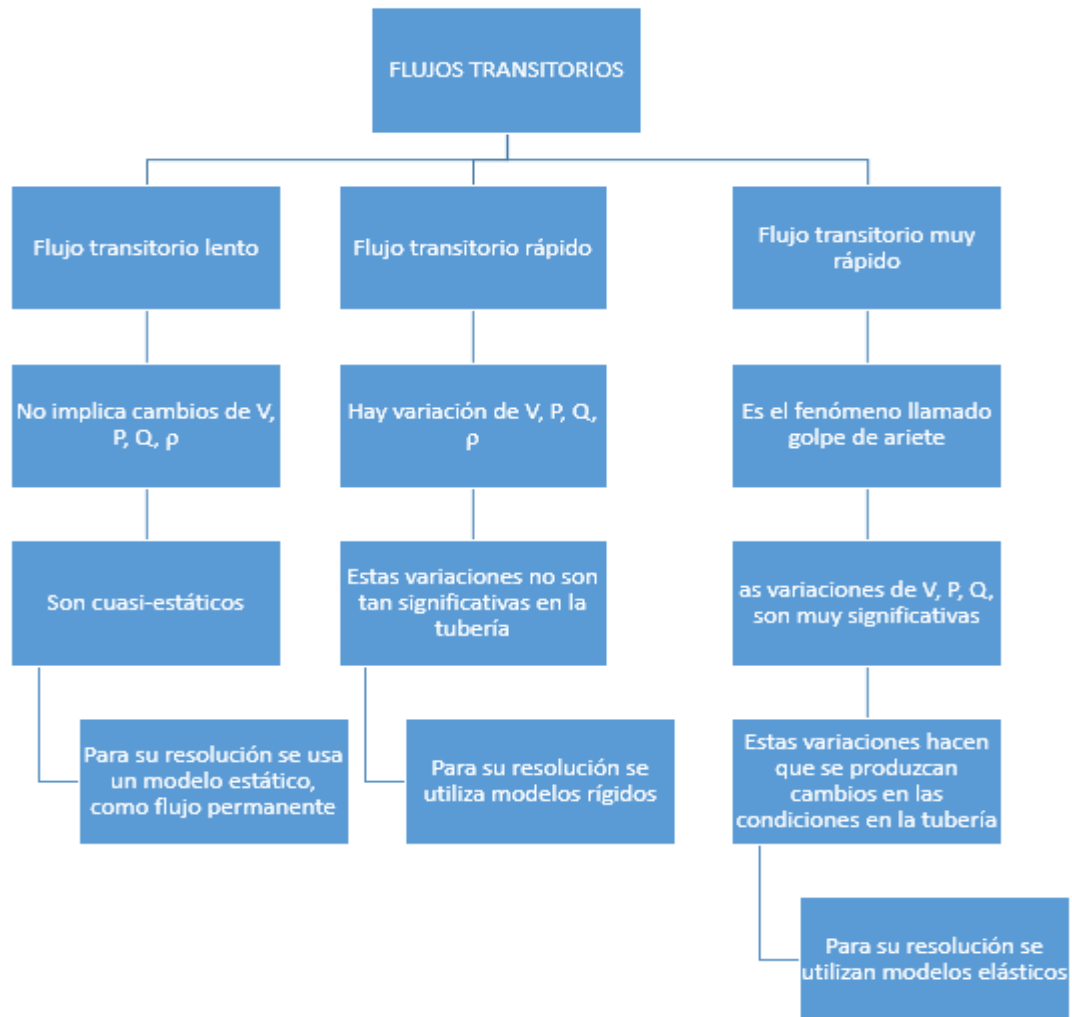 FLUJOS TRANSITORIOS
Flujo transitorio lento
Flujo transitorio rápido
Flujo transitorio muy
rápido
No implica cambios de V,
P, Q, ρ
Hay variación de V, P, Q,
ρ
Es el fenómeno llamado
golpe de ariete
Son cuasi-estáticos
Estas variaciones no son
tan significativas en la
tubería
as variaciones de V, P, Q,
son muy significativas
Para su resolución se usa
un modelo estático,
como flujo permanente
Para su resolución se
utiliza modelos rígidos
Estas variaciones hacen
que se produzcan
cambios en las
condiciones en la tubería
Para su resolución se
utilizan modelos elásticos